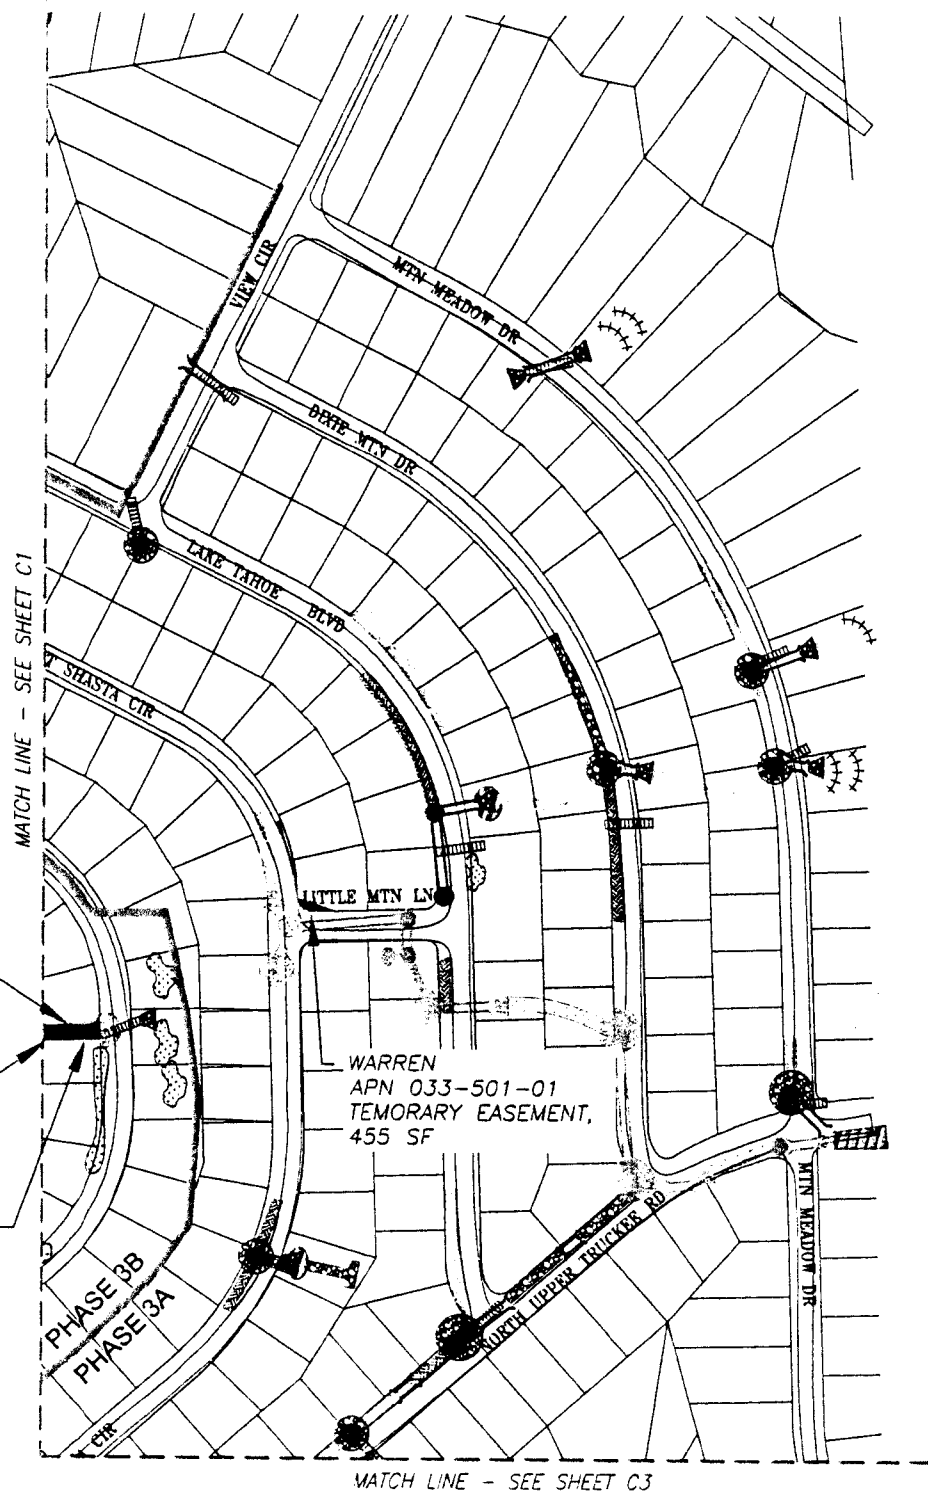 VIEW CIR
MTN MEADOW DR
DIXIE MTN DR
LAKE TAHOE BLVD
MATCH LINE - SEE SHEET C1
T SHASTA CIR
LITTLE MTN LN
WARREN
APN 033-501-01
TEMORARY EASEMENT,
455 SF
MTN MEADOW DR
NORTH UPPER TRUCKEE RD
PHASE 3B
PHASE 3A
CIR
MATCH LINE - SEE SHEET C3